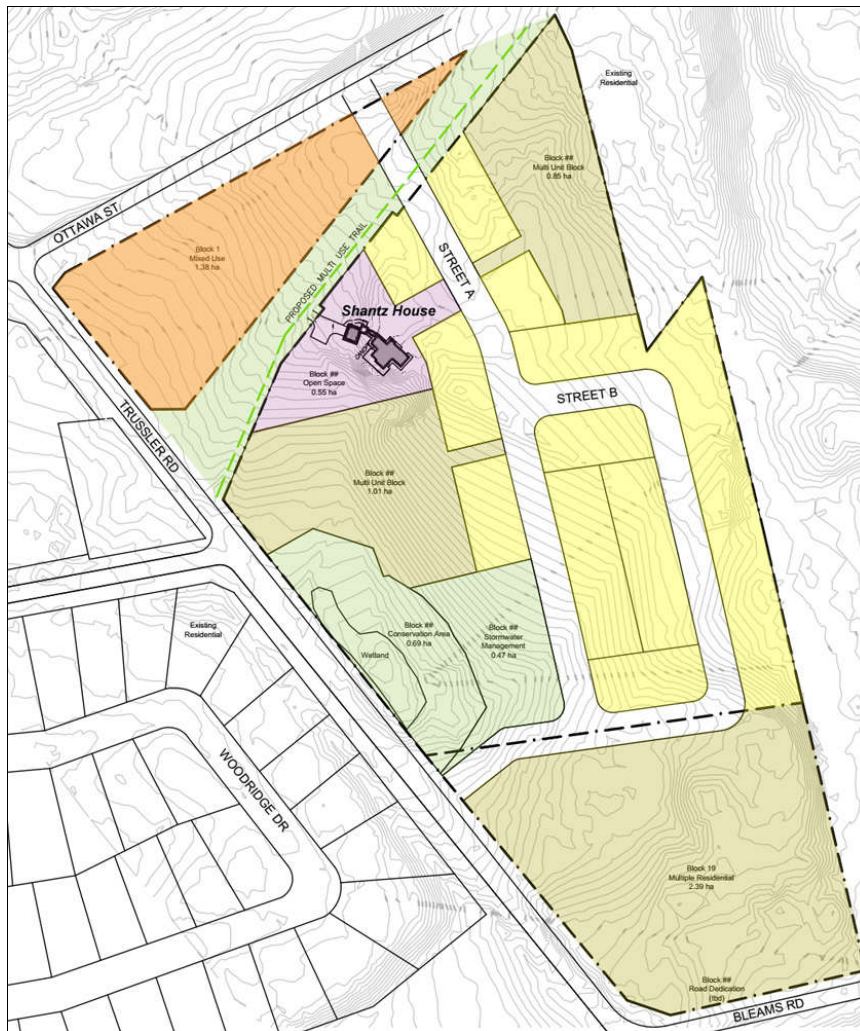 Existing
Residential
Block ##
Multi Unit Block
0.85 ha
OTTAWA ST.
Block 1
Mixed Use
1.38 ha
PROPOSED MULTI USE TRAIL
STREET A
Shantz House
Block ##
Open Space
0.55 ha
STREET B
TRUSSLER RD
Block ##
Multi Unit Block
1.01 ha
Existing
Residential
Block ##
Conservation Area
0.69 ha
Block ##
Stormwater
Management
0.47 ha
Wetland
WOODRIDGE DR
Block 19
Multiple Residential
2.39 ha
Block ##
Road Dedication
(tbd)
BLEAMS RD